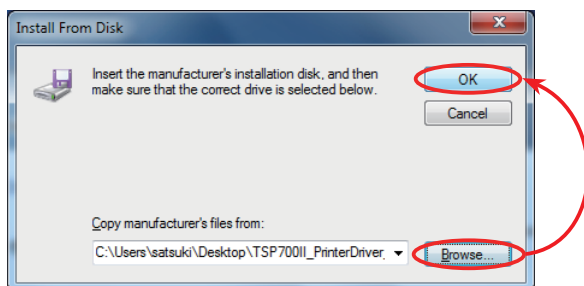 Install From Disk
Insert the manufacturer's installation disk, and then
make sure that the correct drive is selected below.
OK
Cancel
Copy manufacturer's files from:
C:\Users\satsuki\Desktop\TSP700II_PrinterDriver_
Browse...